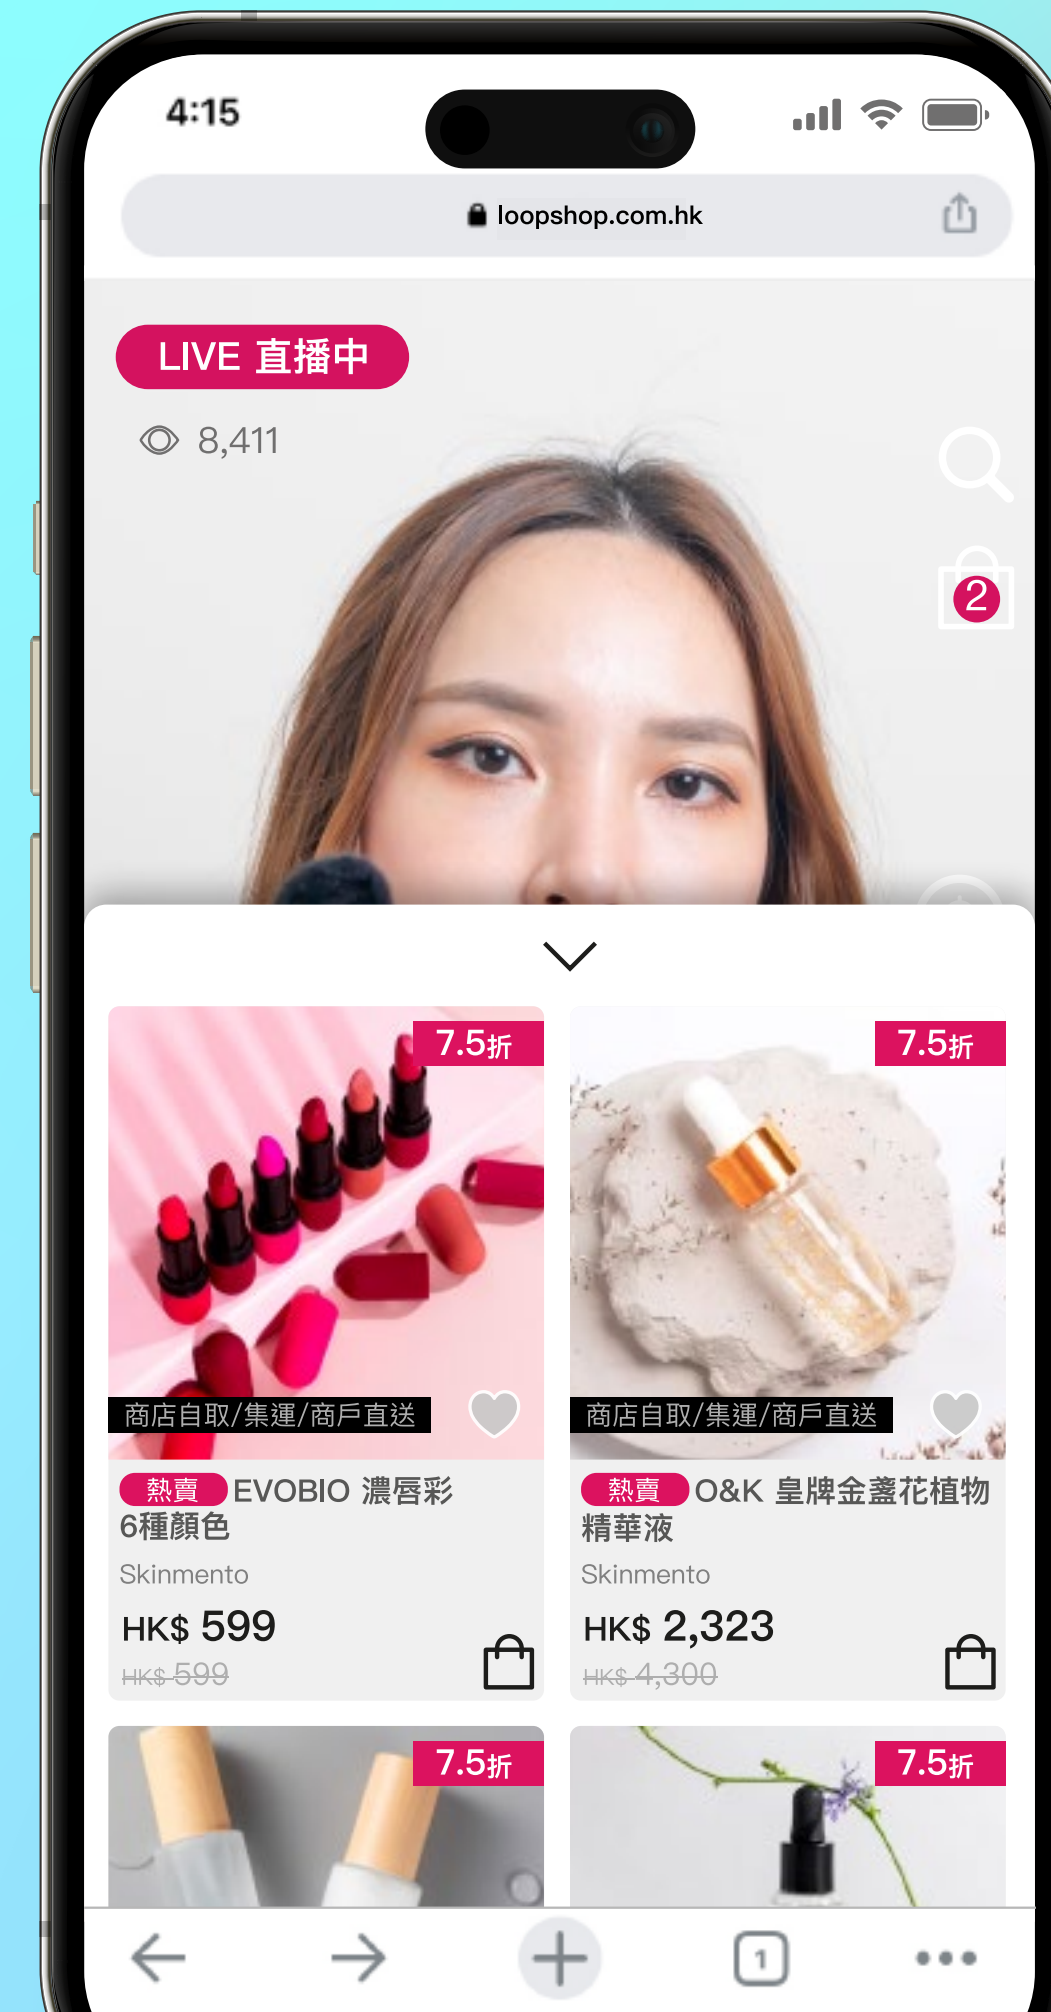 4:15
loopshop.com.hk
LIVE 直播中
8,411
2
7.5折
7.5折
商店自取/集運/商戶直送
商店自取/集運/商戶直送
熱賣 EVOBIO 濃唇彩
6種顏色
Skinmento
HK$ 599
HK$ 599
熱賣 O&K 皇牌金盞花植物
精華液
Skinmento
HK$ 2,323
HK$ 4,300
7.5折
7.5折
1